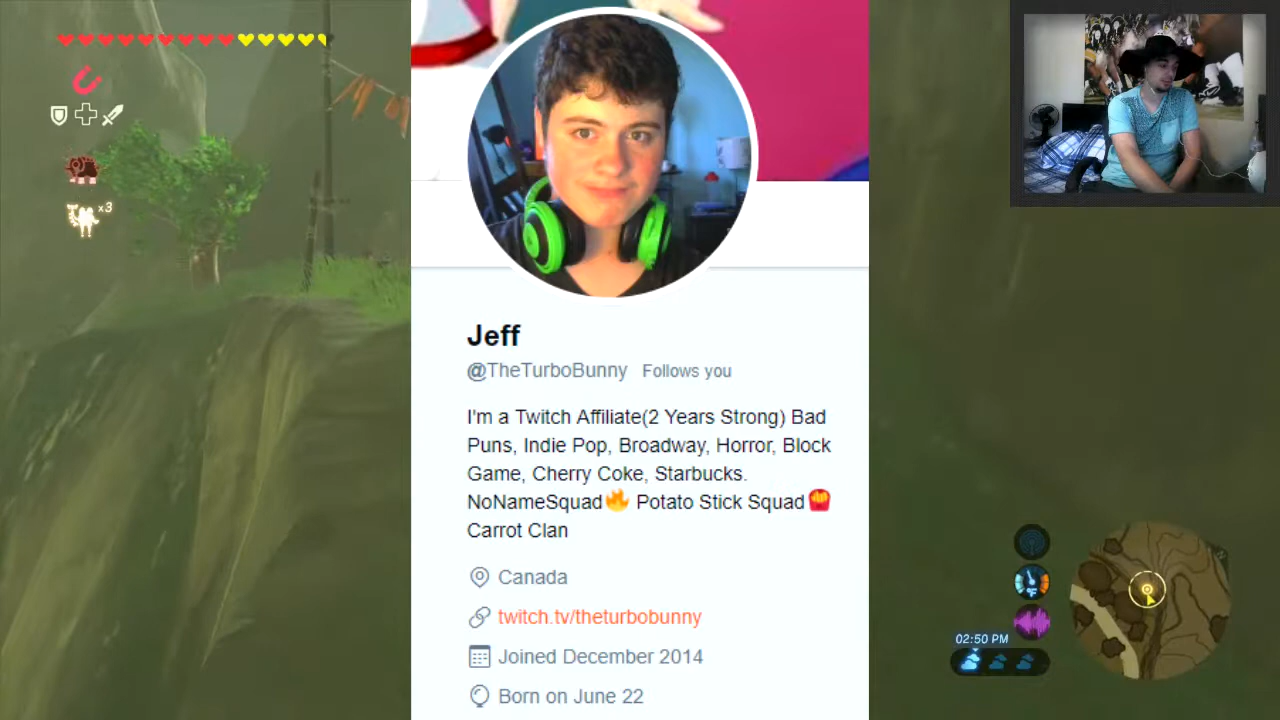 x3
Jeff
@TheTurboBunny Follows you
I'm a Twitch Affiliate(2 Years Strong) Bad
Puns, Indie Pop, Broadway, Horror, Block
Game, Cherry Coke, Starbucks.
NoNameSquad🔥 Potato Stick Squad🍟
Carrot Clan
Canada
twitch.tv/theturbobunny
Joined December 2014
Born on June 22
°F
02:50 PM